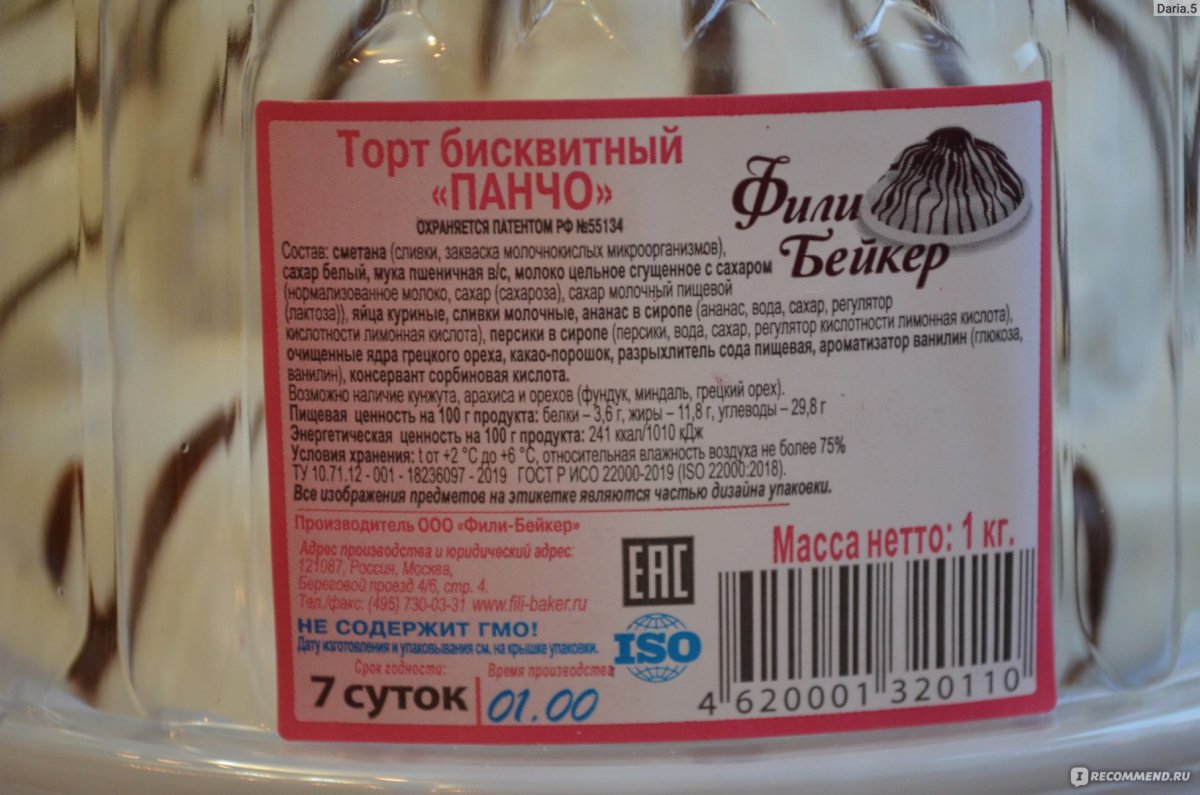 Daria.5
Торт бисквитный
«ПАНЧО»
ОХРАНЯЕТСЯ ПАТЕНТОМ РФ №55134
Фили
Бейкер
Состав: сметана (сливки, закваска молочнокислых микроорганизмов),
сахар белый, мука пшеничная в/с, молоко цельное сгущенное с сахаром
(нормализованное молоко, сахар (сахароза), сахар молочный пищевой
(лактоза)), яйца куриные, сливки молочные, ананас в сиропе (ананас, вода, сахар, регулятор
кислотности лимонная кислота), персики в сиропе (персики, вода, сахар, регулятор кислотности лимонная кислота),
очищенные ядра грецкого ореха, какао-порошок, разрыхлитель сода пищевая, ароматизатор ванилин (глюкоза,
ванилин), консервант сорбиновая кислота.
Возможно наличие кунжута, арахиса и орехов (фундук, миндаль, грецкий орех).
Пищевая ценность на 100 г продукта: белки – 3,6 г, жиры – 11,8 г, углеводы – 29,8 г
Энергетическая ценность на 100 г продукта: 241 ккал/1010 кДж
Условия хранения: t от +2 °C до +6 °C, относительная влажность воздуха не более 75%
ТУ 10.71.12 - 001 - 18236097 - 2019 ГОСТ Р ИСО 22000-2019 (ISO 22000:2018).
Все изображения предметов на этикетке являются частью дизайна упаковки.
Производитель ООО «Фили-Бейкер»
Адрес производства и юридический адрес:
121087, Россия, Москва,
Береговой проезд 4/6, стр. 4.
Тел./факс: (495) 730-03-31 www.fili-baker.ru
НЕ СОДЕРЖИТ ГМО!
Дату изготовления и упаковывания см. на крышке упаковки.
Срок годности:
7 суток
Время производства
01.00
EAC
ISO
Масса нетто: 1 кг.
4 620001 320110
IRECOMMEND.RU